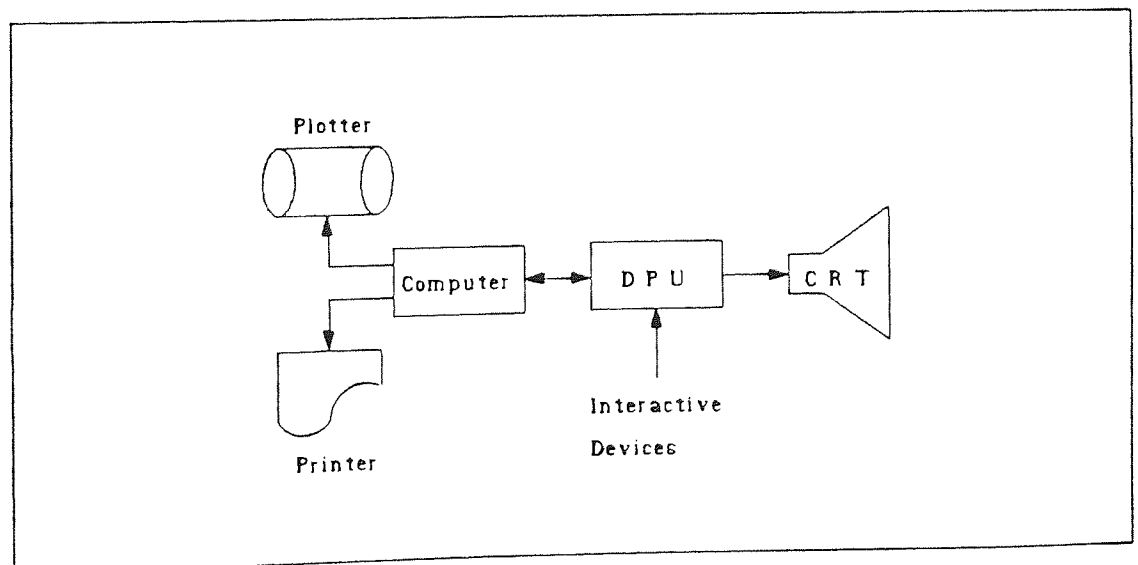 Plotter
Computer
D P U
C R T
Interactive
Devices
Printer